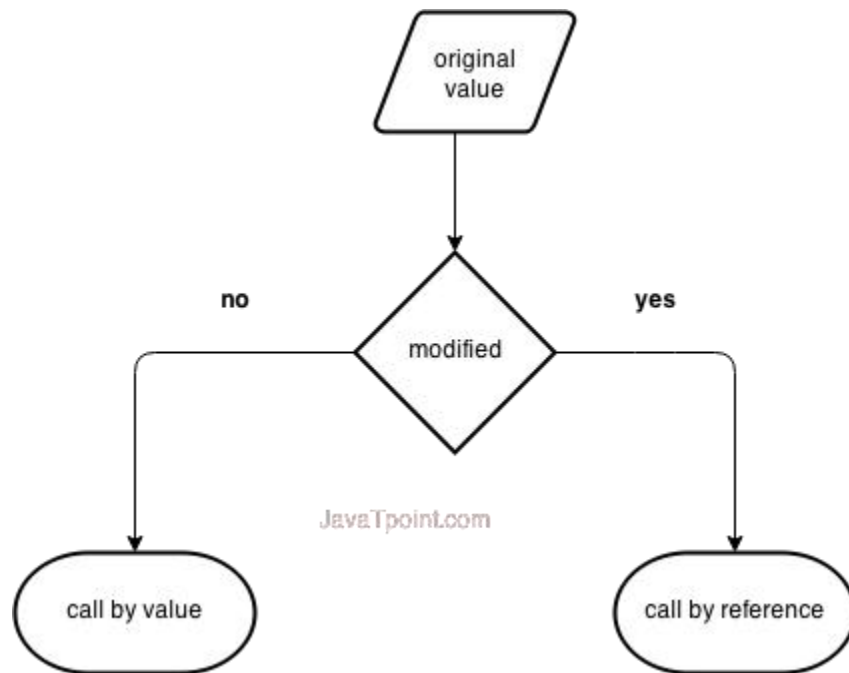 original
value
no
yes
modified
JavaTpoint.com
call by value
call by reference